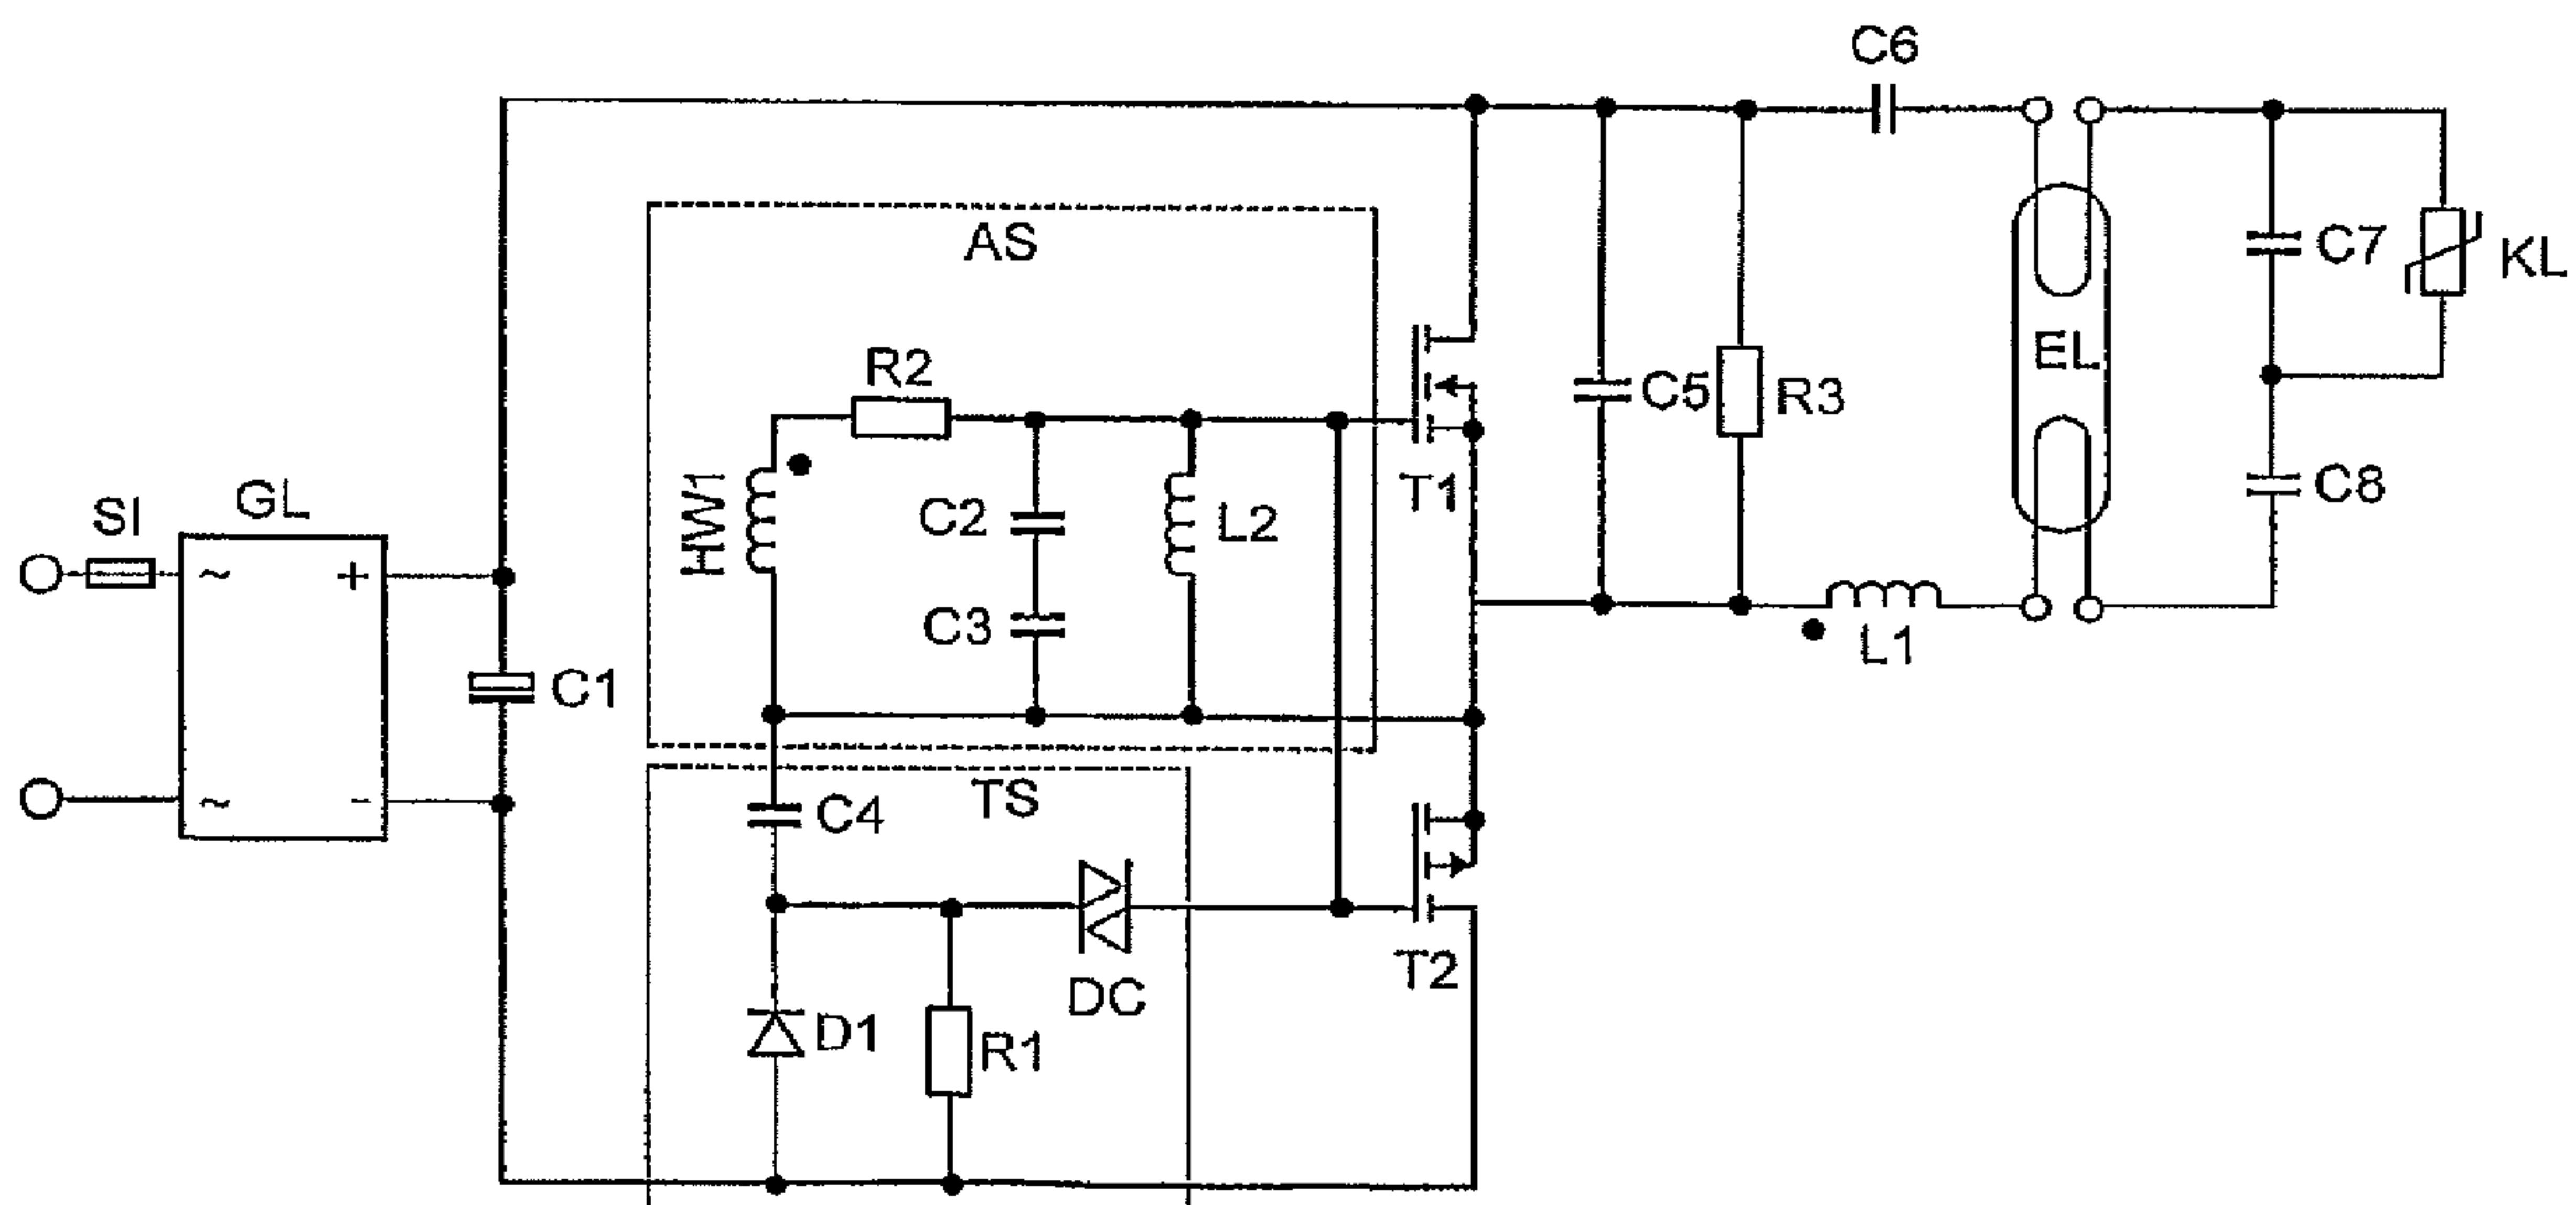 C6
AS
C7
KL
EL
R2
C5
R3
T1
HW1
C2
L2
C8
SI
GL
~
+
C3
L1
C1
~
-
TS
C4
T2
DC
D1
R1